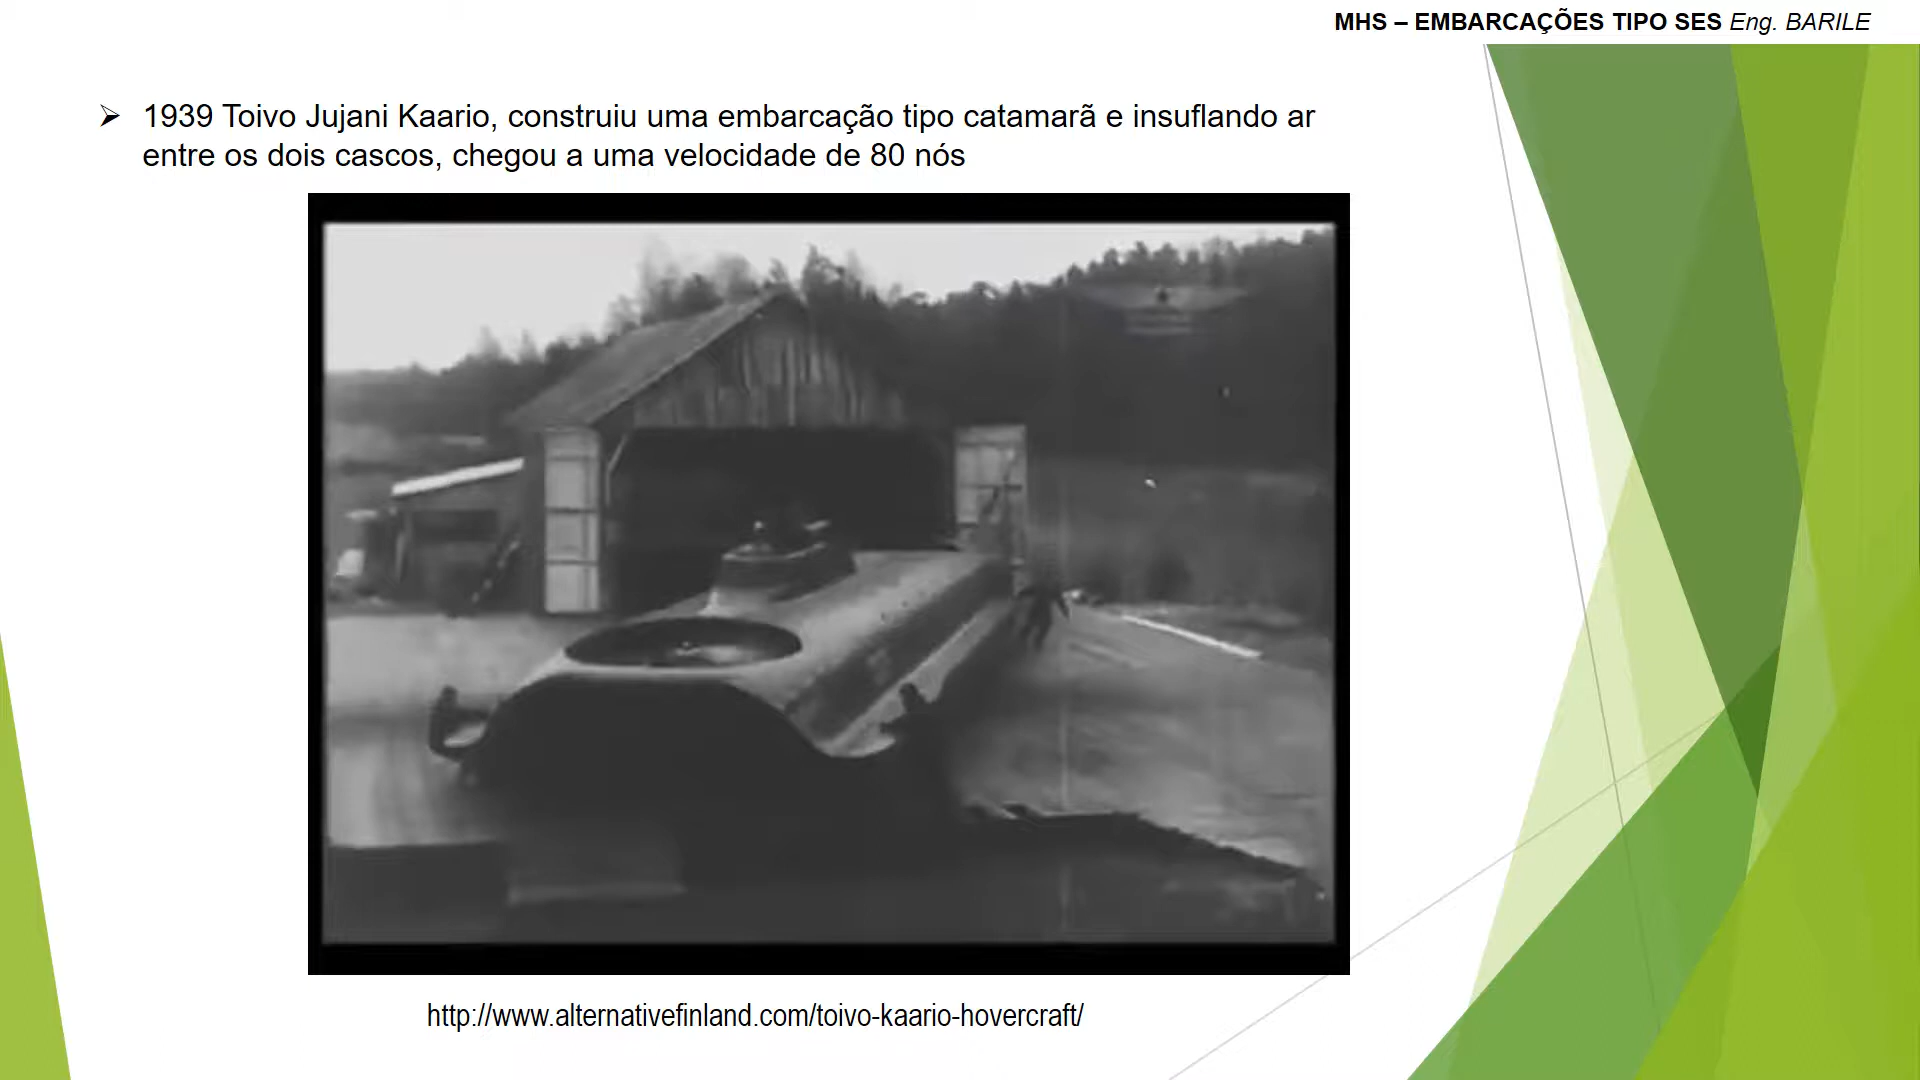 MHS – EMBARCAÇÕES TIPO SES Eng. BARILE
1939 Toivo Jujani Kaario, construiu uma embarcação tipo catamarã e insuflando ar
entre os dois cascos, chegou a uma velocidade de 80 nós
http://www.alternativefinland.com/toivo-kaario-hovercraft/